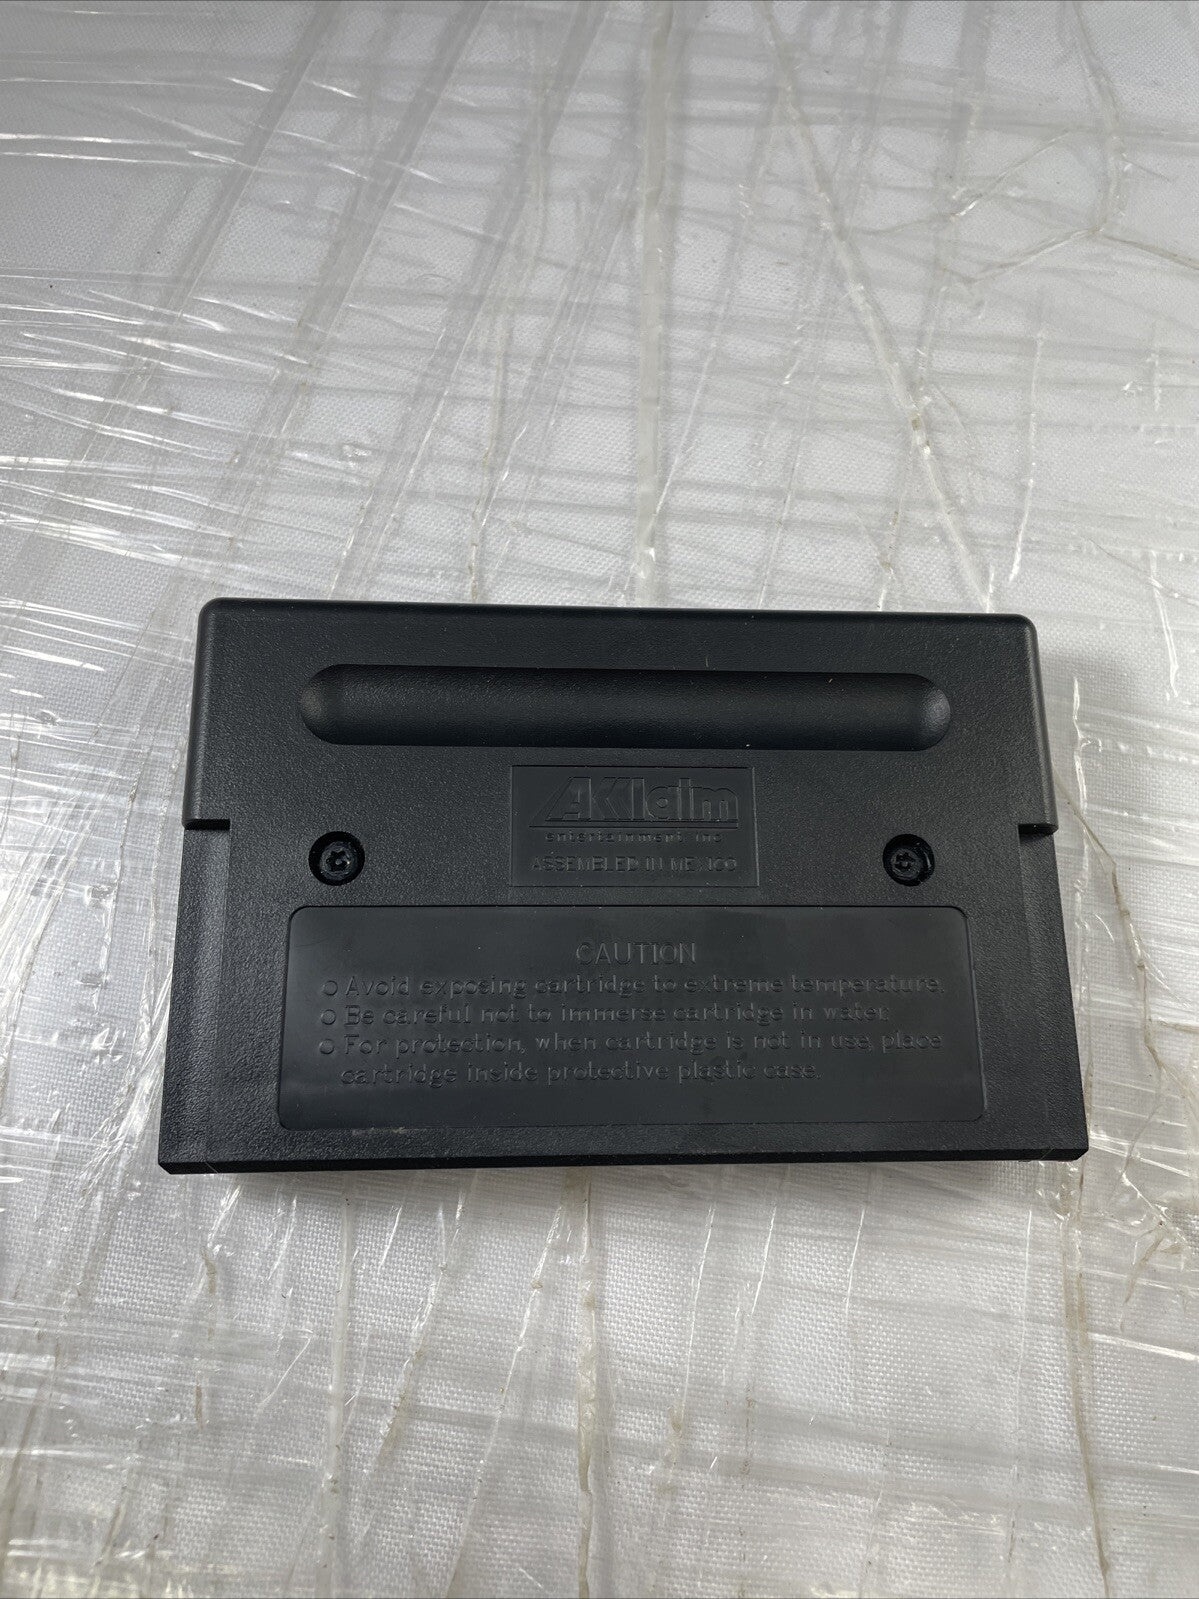 AKlaim
entertainment inc
ASSEMBLED IN MEXICO
CAUTION
o Avoid exposing cartridge to extreme temperature.
o Be careful not to immerse cartridge in water.
o For protection, when cartridge is not in use, place
cartridge inside protective plastic case.